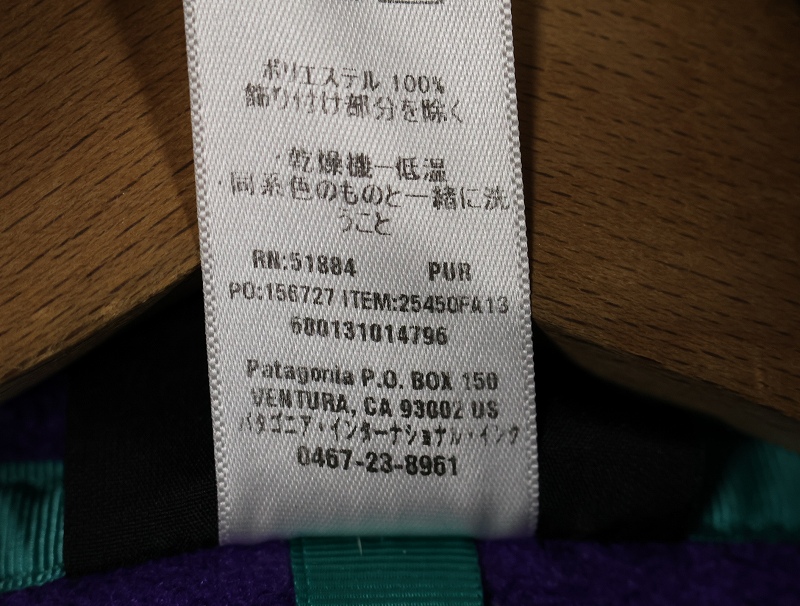 ポリエステル 100%
飾り付け部分を除く
・乾燥機ー低温
・同系色のものと一緒に洗
うこと
RN:51884 PUR
PO:156727 ITEM:25450FA13
680131014796
Patagonia P.O. BOX 150
VENTURA, CA 93002 US
パタゴニア・インターナショナル・インク
0467-23-8961